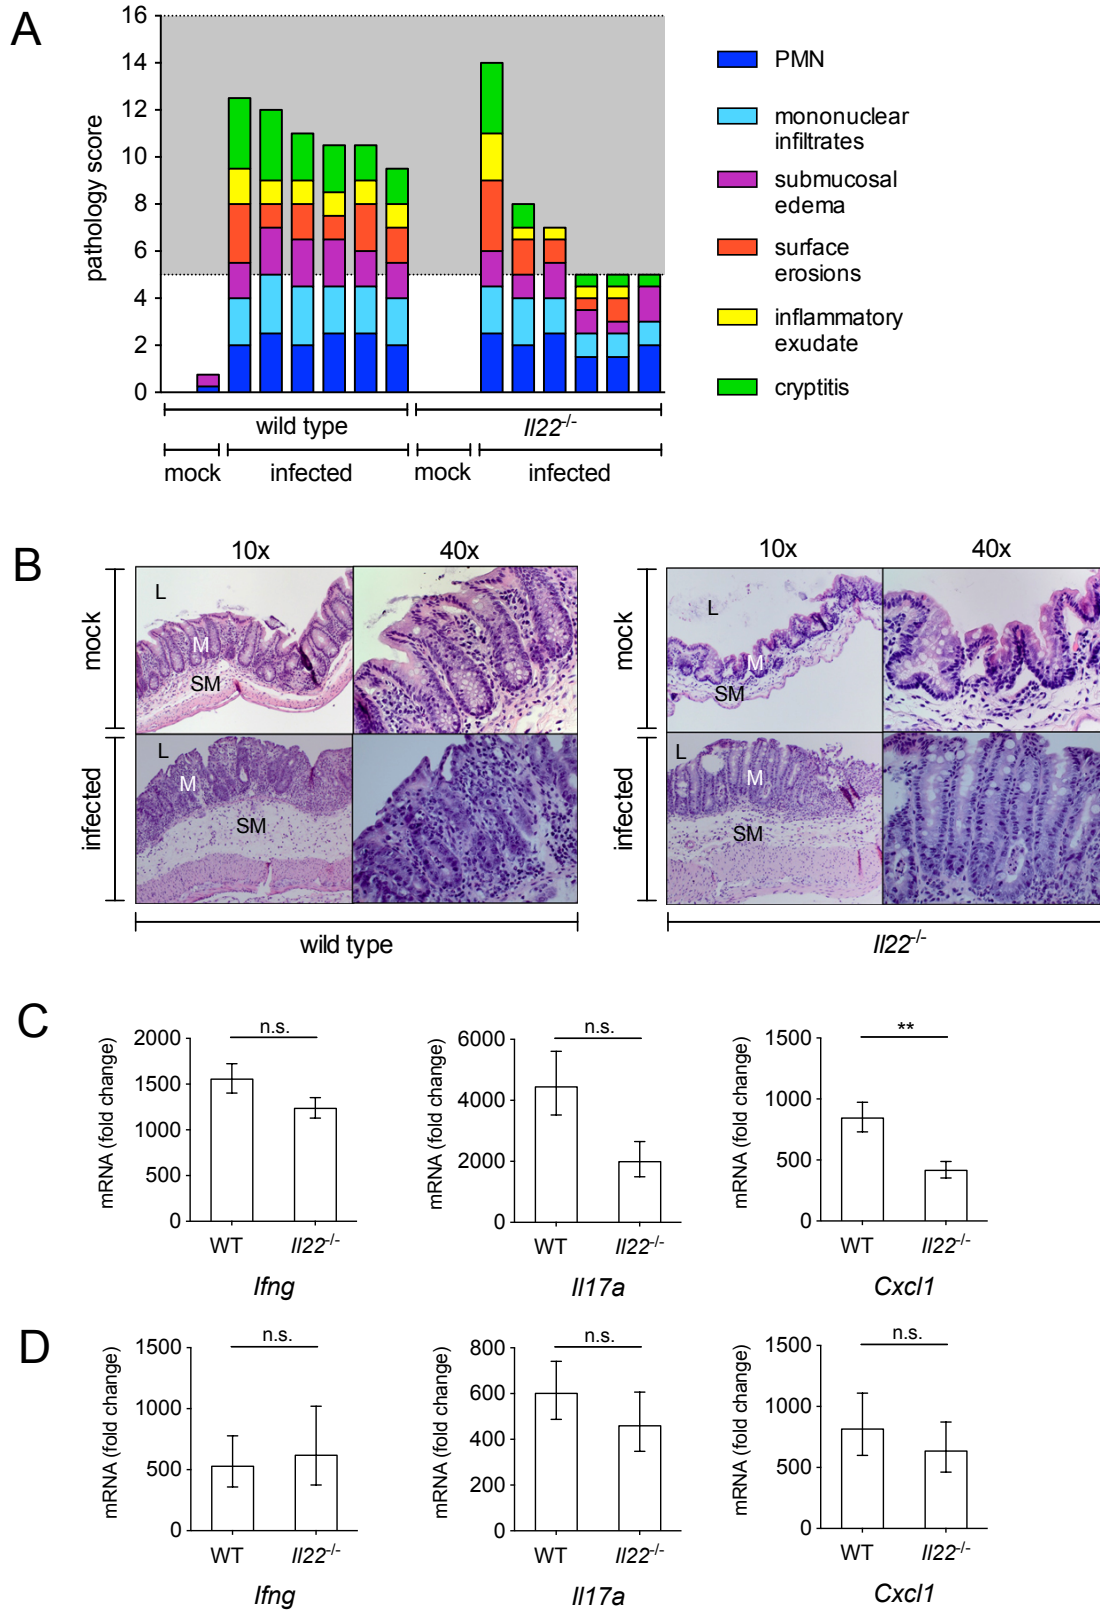 A
pathology score
16
14
12
10
8
6
4
2
0
PMN
mononuclear
infiltrates
submucosal
edema
surface
erosions
inflammatory
exudate
cryptitis
wild type
Il22-/-
mock
infected
mock
infected
B
10x
40x
10x
40x
mock
infected
mock
infected
L
M
SM
L
M
SM
L
M
SM
L
M
SM
wild type
Il22-/-
C
mRNA (fold change)
2000
1500
1000
500
0
n.s.
WT
Il22-/-
Ifng
mRNA (fold change)
6000
4000
2000
0
n.s.
WT
Il22-/-
Il17a
mRNA (fold change)
1500
1000
500
0
**
WT
Il22-/-
Cxcl1
D
mRNA (fold change)
1500
1000
500
0
n.s.
WT
Il22-/-
Ifng
mRNA (fold change)
800
600
400
200
0
n.s.
WT
Il22-/-
Il17a
mRNA (fold change)
1500
1000
500
0
n.s.
WT
Il22-/-
Cxcl1